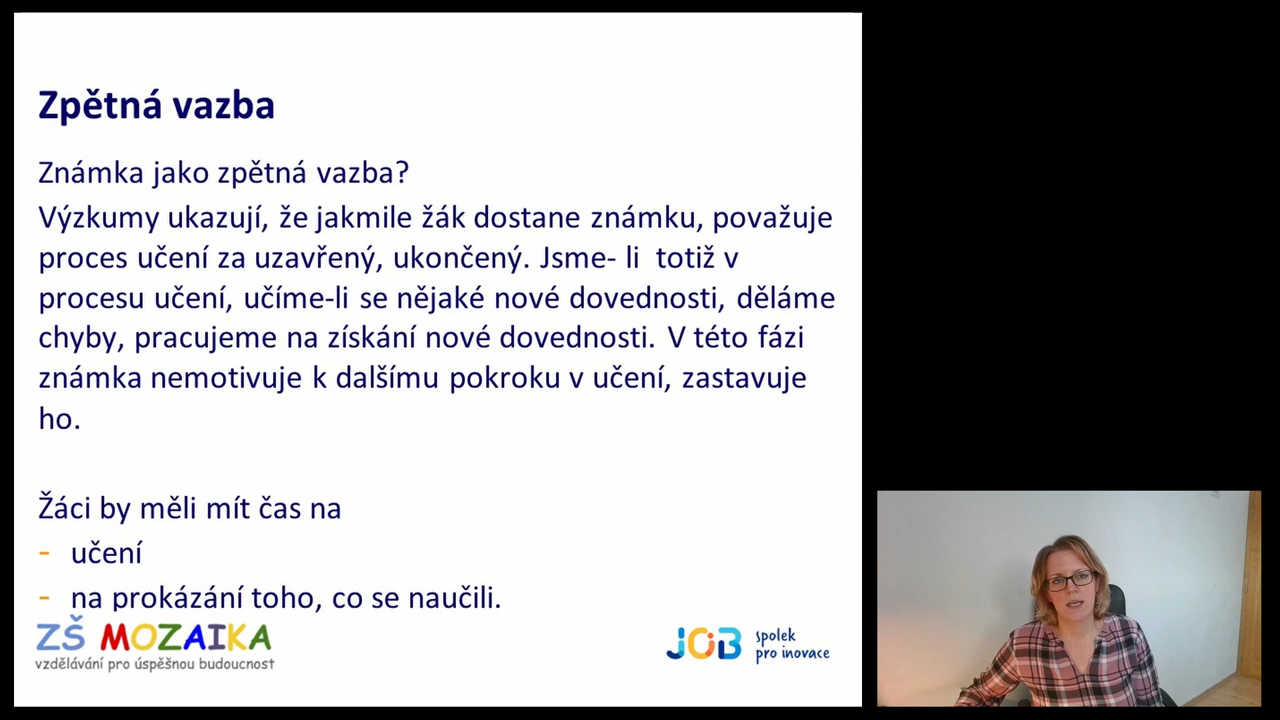 Zpětná vazba
Známka jako zpětná vazba?
Výzkumy ukazují, že jakmile žák dostane známku, považuje
proces učení za uzavřený, ukončený. Jsme- li  totiž v
procesu učení, učíme-li se nějaké nové dovednosti, děláme
chyby, pracujeme na získání nové dovednosti. V této fázi
známka nemotivuje k dalšímu pokroku v učení, zastavuje
ho.
Žáci by měli mít čas na
- učení
- na prokázání toho, co se naučili.
ZŠ MOZAIKA
vzdělávání pro úspěšnou budoucnost
JOB spolek
pro inovace